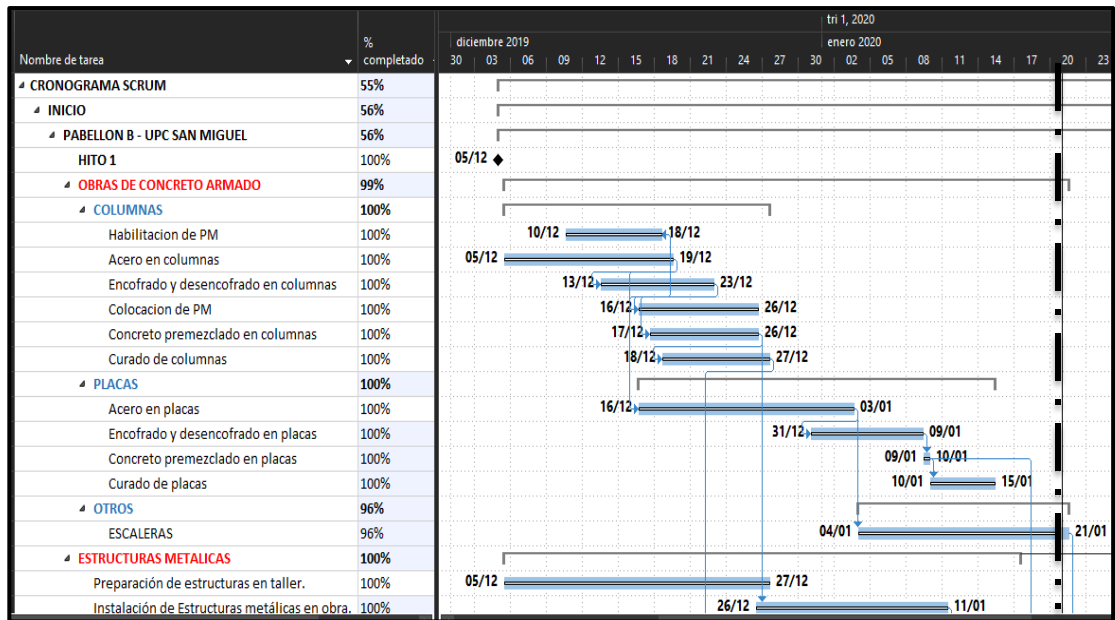 tri 1, 2020
% diciembre 2019 enero 2020
Nombre de tarea completado 30 03 06 09 12 15 18 21 24 27 30 02 05 08 11 14 17 20 23
CRONOGRAMA SCRUM 55%
INICIO 56%
PABELLON B - UPC SAN MIGUEL 56%
HITO 1 100% 05/12
OBRAS DE CONCRETO ARMADO 99%
COLUMNAS 100%
Habilitacion de PM 100% 10/12 18/12
Acero en columnas 100% 05/12 19/12
Encofrado y desencofrado en columnas 100% 13/12 23/12
Colocacion de PM 100% 16/12 26/12
Concreto premezclado en columnas 100% 17/12 26/12
Curado de columnas 100% 18/12 27/12
PLACAS 100%
Acero en placas 100% 16/12 03/01
Encofrado y desencofrado en placas 100% 31/12 09/01
Concreto premezclado en placas 100% 09/01 10/01
Curado de placas 100% 10/01 15/01
OTROS 96%
ESCALERAS 96% 04/01 21/01
ESTRUCTURAS METALICAS 100%
Preparación de estructuras en taller. 100% 05/12 27/12
Instalación de Estructuras metálicas en obra. 100% 26/12 11/01